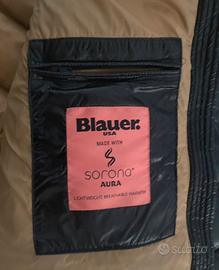 Blauer.
USA
MADE WITH
sorona®
AURA
LIGHTWEIGHT BREATHABLE WARMTH
subito